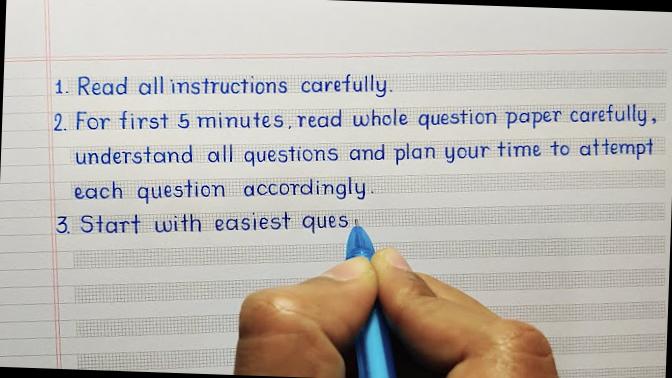 1. Read all instructions carefully.
2. For first 5 minutes, read whole question paper carefully,
understand all questions and plan your time to attempt
each question accordingly.
3. Start with easiest ques